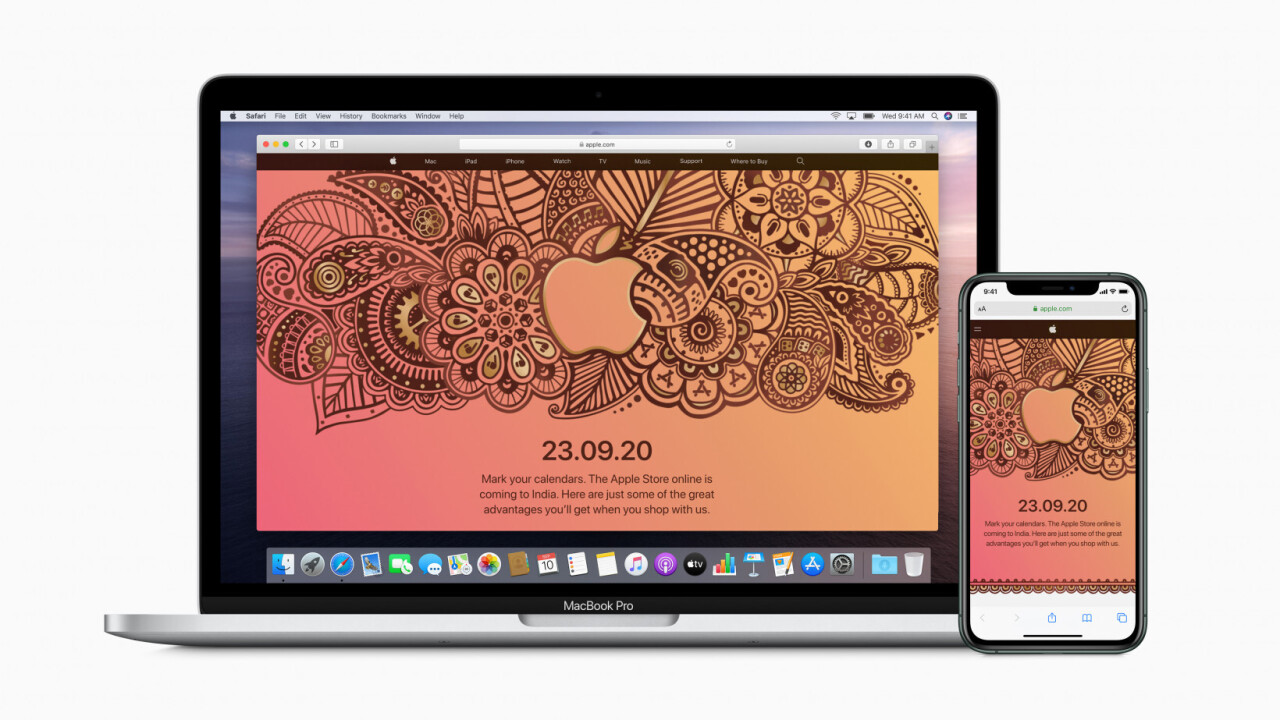 Safari File Edit View History Bookmarks Window Help Wed 9:41 AM
apple.com
Mac iPad iPhone Watch TV Music Support Where to Buy
23.09.20
Mark your calendars. The Apple Store online is
coming to India. Here are just some of the great
advantages you'll get when you shop with us.
10
tv
MacBook Pro
9:41
AA apple.com
23.09.20
Mark your calendars. The Apple Store online is
coming to India. Here are just some of the great
advantages you'll get when you shop with us.